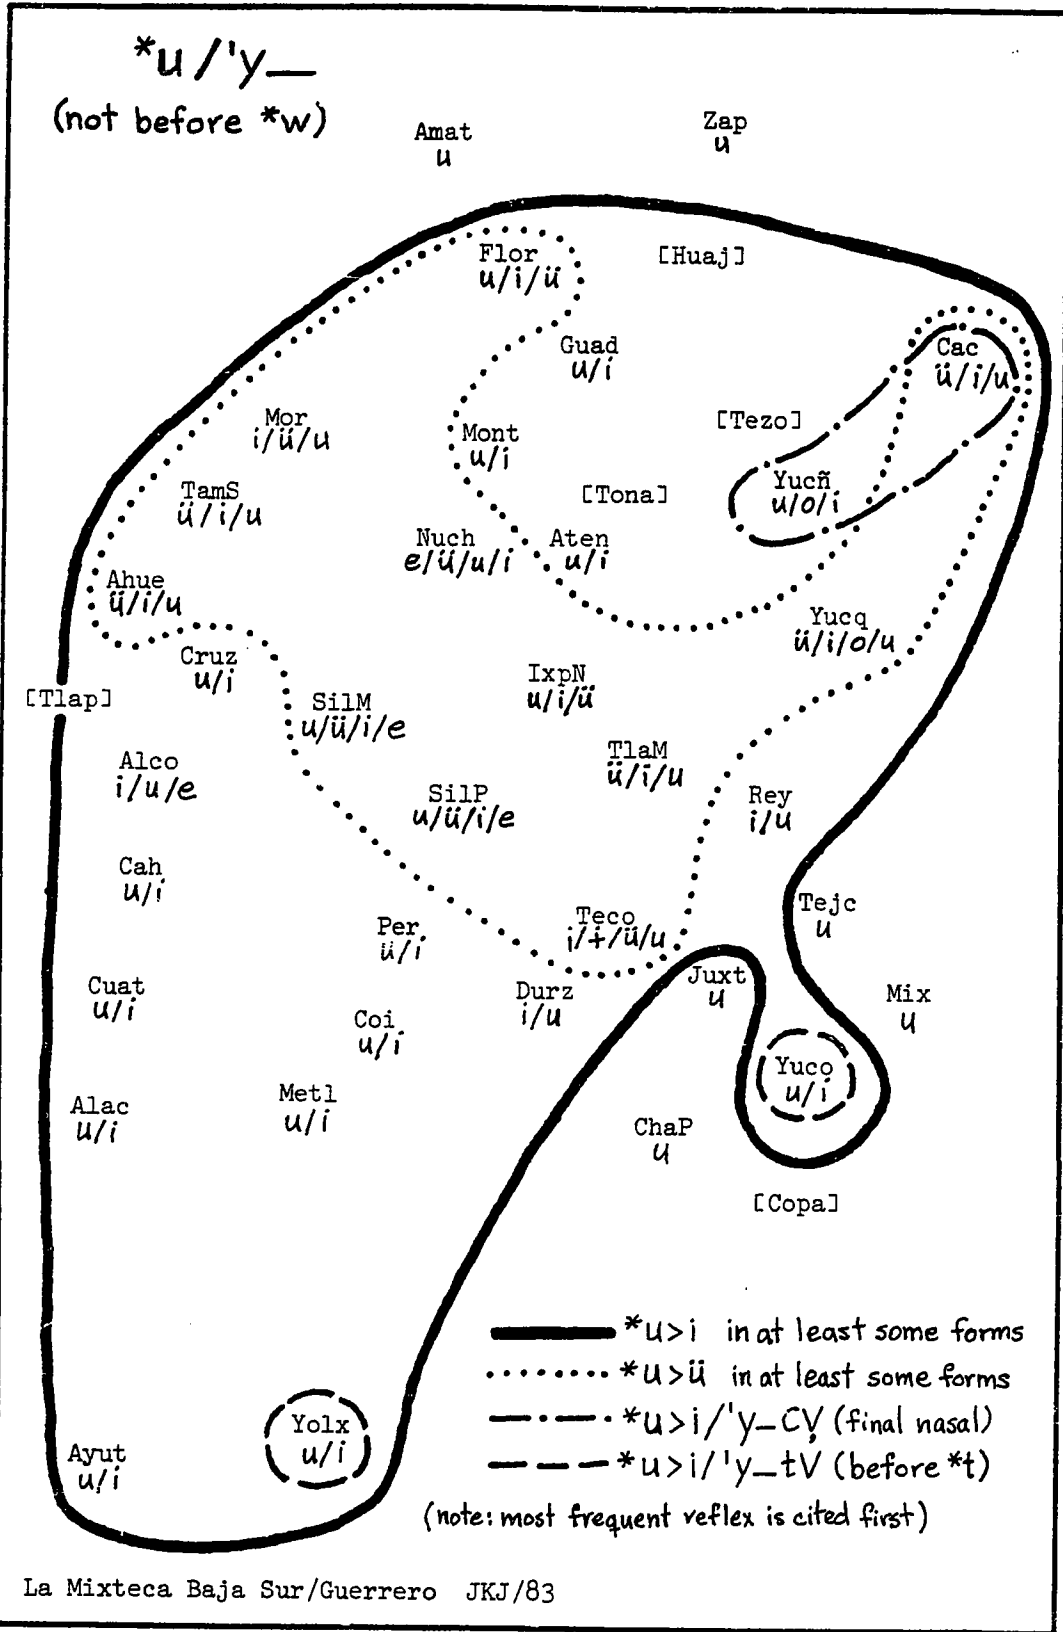 *u/'y—
(not before *w)
Amat
u
Zap
u
Flor
u/i/ü
[Huaj]
Guad
u/i
Cac
ü/i/u
Mor
i/ü/u
Mont
u/i
[Tezo]
TamS
ü/i/u
[Tona]
Yucñ
u/o/i
Nuch
e/ü/u/i
Aten
u/i
Ahue
ü/i/u
Yucq
ü/i/o/u
Cruz
u/i
[Tlap]
SilM
u/ü/i/e
IxpN
u/i/ü
Alco
i/u/e
TlaM
ü/i/u
SilP
u/ü/i/e
Rey
i/u
Cah
u/i
Per
ü/i
Teco
i/ɨ/ü/u
Tejc
u
Cuat
u/i
Coi
u/i
Durz
i/u
Juxt
u
Mix
u
Yuco
u/i
Alac
u/i
Metl
u/i
ChaP
u
[Copa]
*u>i in at least some forms
*u>ü in at least some forms
*u>i/'y—CV̨ (final nasal)
*u>i/'y—tV (before *t)
Yolx
u/i
Ayut
u/i
(note: most frequent reflex is cited first)
La Mixteca Baja Sur/Guerrero JKJ/83